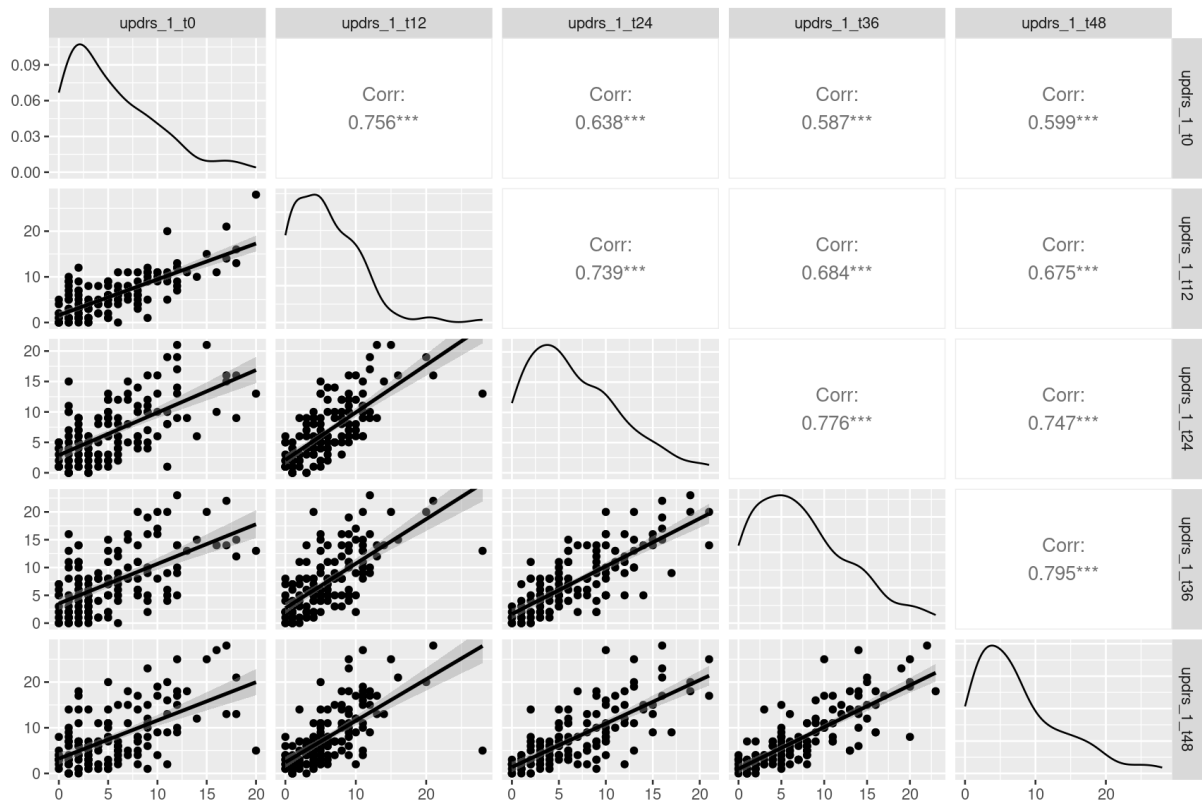 updrs_1_t0 updrs_1_t12 updrs_1_t24 updrs_1_t36 updrs_1_t48
0.09
0.06
0.03
0.00
Corr:
0.756***
Corr:
0.638***
Corr:
0.587***
Corr:
0.599***
updrs_1_t0
20
10
0
Corr:
0.739***
Corr:
0.684***
Corr:
0.675***
updrs_1_t12
20
15
10
5
0
Corr:
0.776***
Corr:
0.747***
updrs_1_t24
20
15
10
5
0
Corr:
0.795***
updrs_1_t36
20
10
0
updrs_1_t48
0 5 10 15 20 0 10 20 0 5 10 15 20 0 5 10 15 20 0 10 20